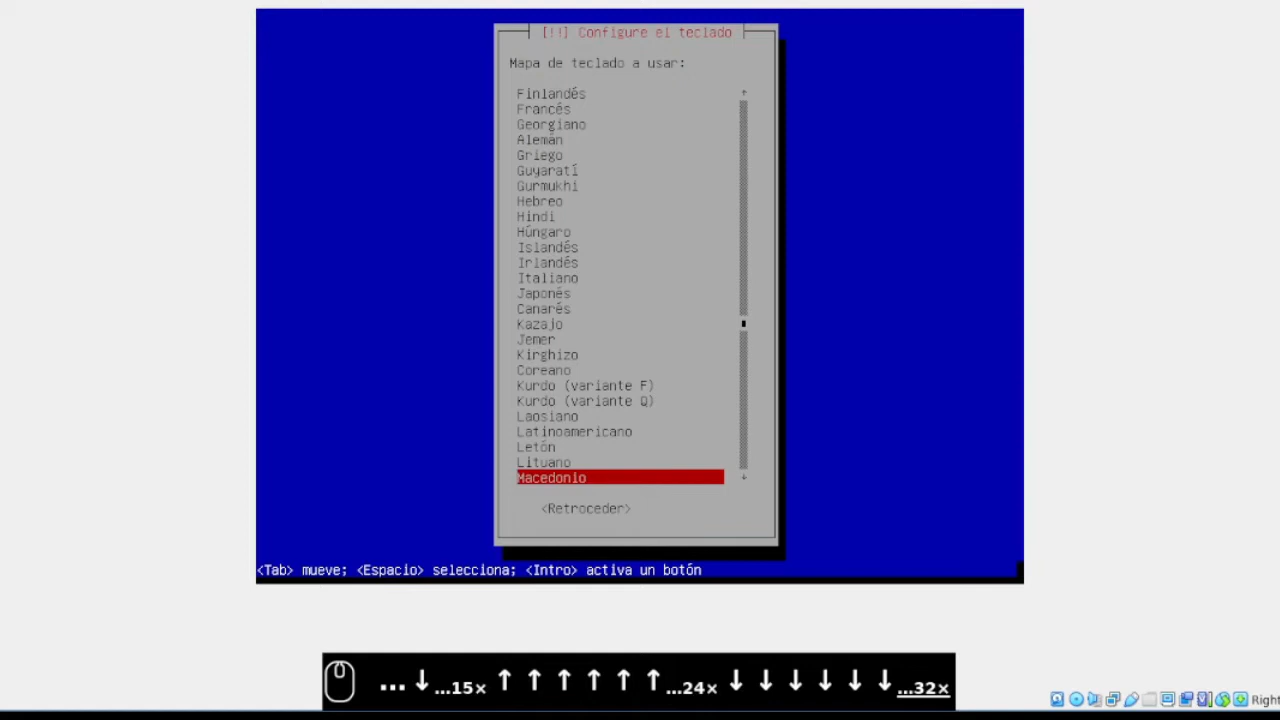 [!!] Configure el teclado
Mapa de teclado a usar:
Finlandés
Francés
Georgiano
Alemán
Griego
Guyaratí
Gurmukhi
Hebreo
Hindi
Húngaro
Islandés
Irlandés
Italiano
Japonés
Canarés
Kazajo
Jemer
Kirghizo
Coreano
Kurdo (variante F)
Kurdo (variante Q)
Laosiano
Latinoamericano
Letón
Lituano
Macedonio
<Retroceder>
<Tab> mueve; <Espacio> selecciona; <Intro> activa un botón
... ↓ ...15× ↑ ↑ ↑ ↑ ↑ ↑ ...24× ↓ ↓ ↓ ↓ ↓ ↓ ...32×
Right